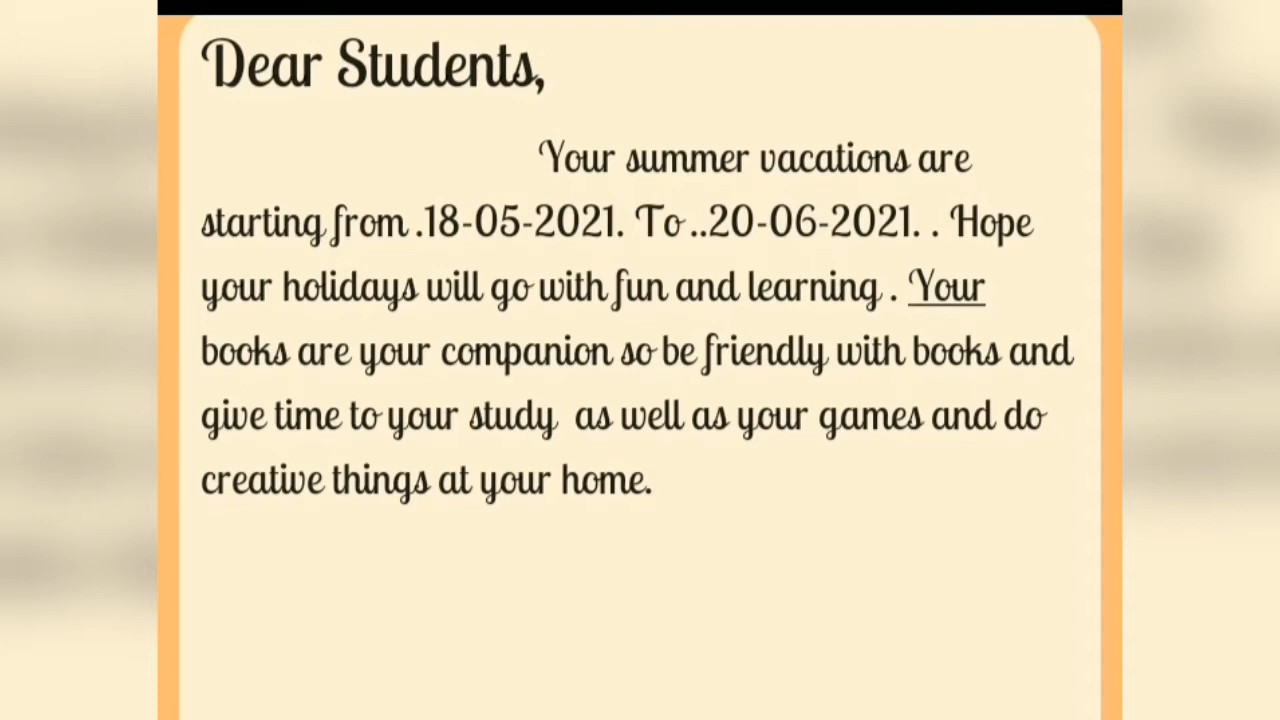 Dear Students,
Your summer vacations are
starting from .18-05-2021. To ..20-06-2021. . Hope
your holidays will go with fun and learning . Your
books are your companion so be friendly with books and
give time to your study as well as your games and do
creative things at your home.